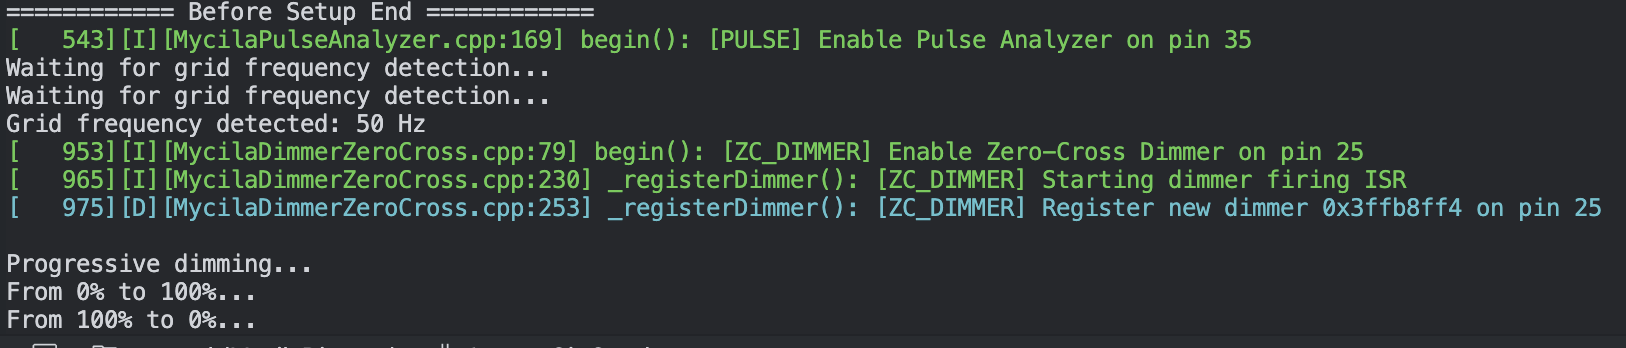 ============ Before Setup End ============
[   543][I][MycilaPulseAnalyzer.cpp:169] begin(): [PULSE] Enable Pulse Analyzer on pin 35
Waiting for grid frequency detection...
Waiting for grid frequency detection...
Grid frequency detected: 50 Hz
[   953][I][MycilaDimmerZeroCross.cpp:79] begin(): [ZC_DIMMER] Enable Zero-Cross Dimmer on pin 25
[   965][I][MycilaDimmerZeroCross.cpp:230] _registerDimmer(): [ZC_DIMMER] Starting dimmer firing ISR
[   975][D][MycilaDimmerZeroCross.cpp:253] _registerDimmer(): [ZC_DIMMER] Register new dimmer 0x3ffb8ff4 on pin 25
Progressive dimming...
From 0% to 100%...
From 100% to 0%...